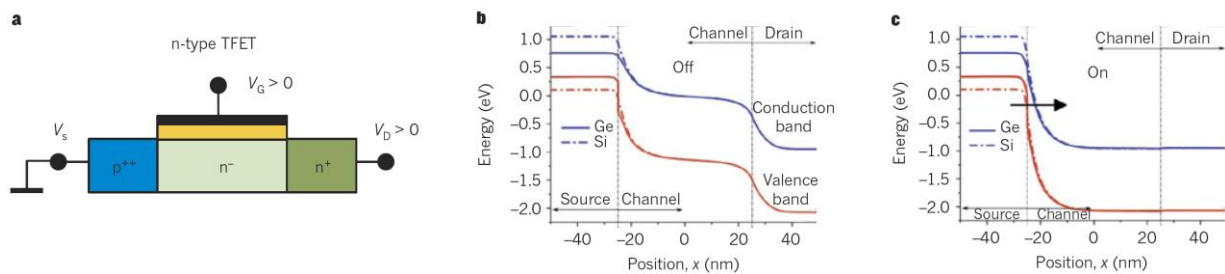 a
n-type TFET
V_G > 0
V_s
V_D > 0
p++
n−
n+
b
Channel Drain
1.0
0.5
0.0
−0.5
−1.0
−1.5
−2.0
Energy (eV)
Off
Conduction
band
Ge
Si
Valence
band
Source Channel
−40 −20 0 20 40
Position, x (nm)
c
Channel Drain
1.0
0.5
0.0
−0.5
−1.0
−1.5
−2.0
Energy (eV)
On
Ge
Si
Source Channel
−40 −20 0 20 40
Position, x (nm)